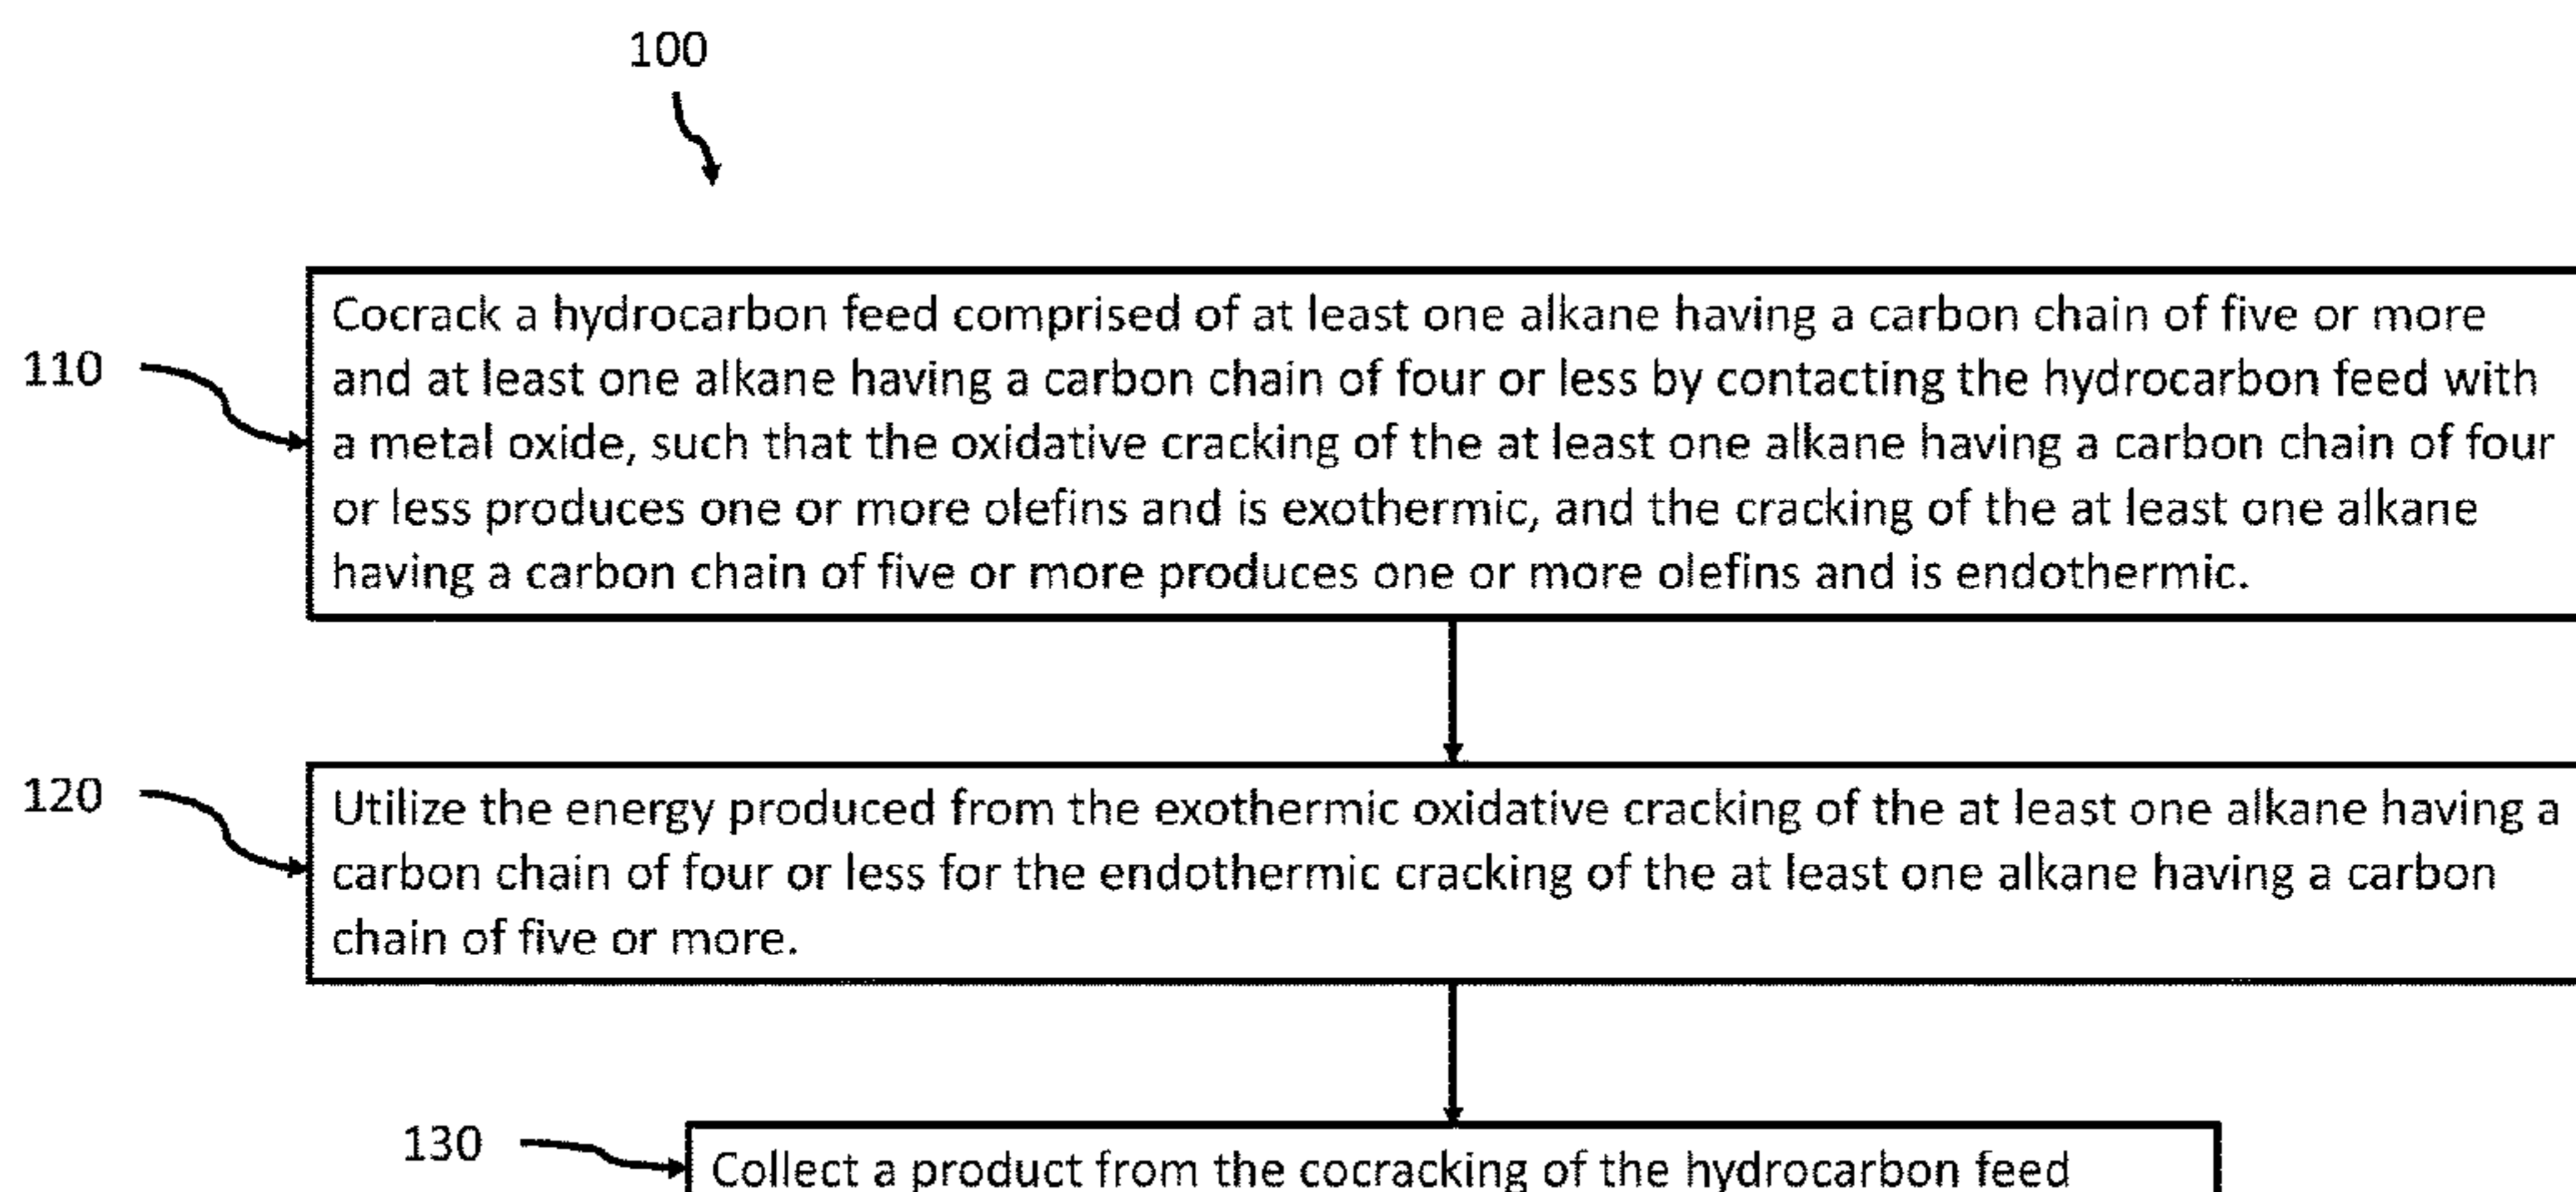 100
110
Cocrack a hydrocarbon feed comprised of at least one alkane having a carbon chain of five or more
and at least one alkane having a carbon chain of four or less by contacting the hydrocarbon feed with
a metal oxide, such that the oxidative cracking of the at least one alkane having a carbon chain of four
or less produces one or more olefins and is exothermic, and the cracking of the at least one alkane
having a carbon chain of five or more produces one or more olefins and is endothermic.
120
Utilize the energy produced from the exothermic oxidative cracking of the at least one alkane having a
carbon chain of four or less for the endothermic cracking of the at least one alkane having a carbon
chain of five or more.
130
Collect a product from the cocracking of the hydrocarbon feed